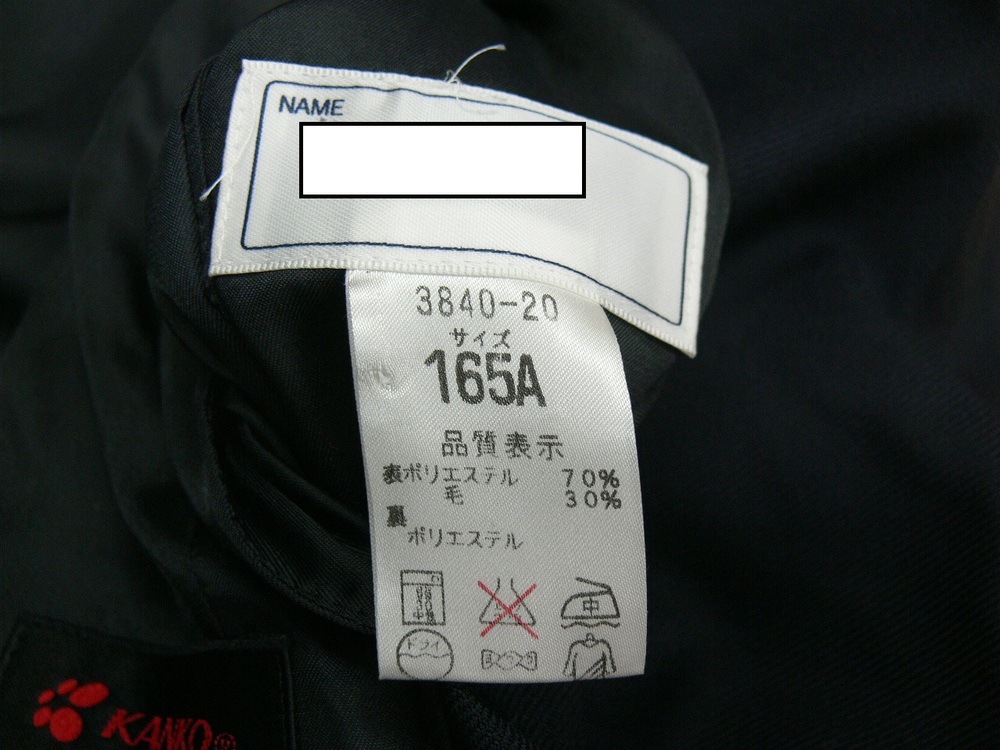 NAME
3840-20
サイズ
165A
品質表示
表ポリエステル 70%
毛 30%
裏
ポリエステル
中
ドライ
KANKO®